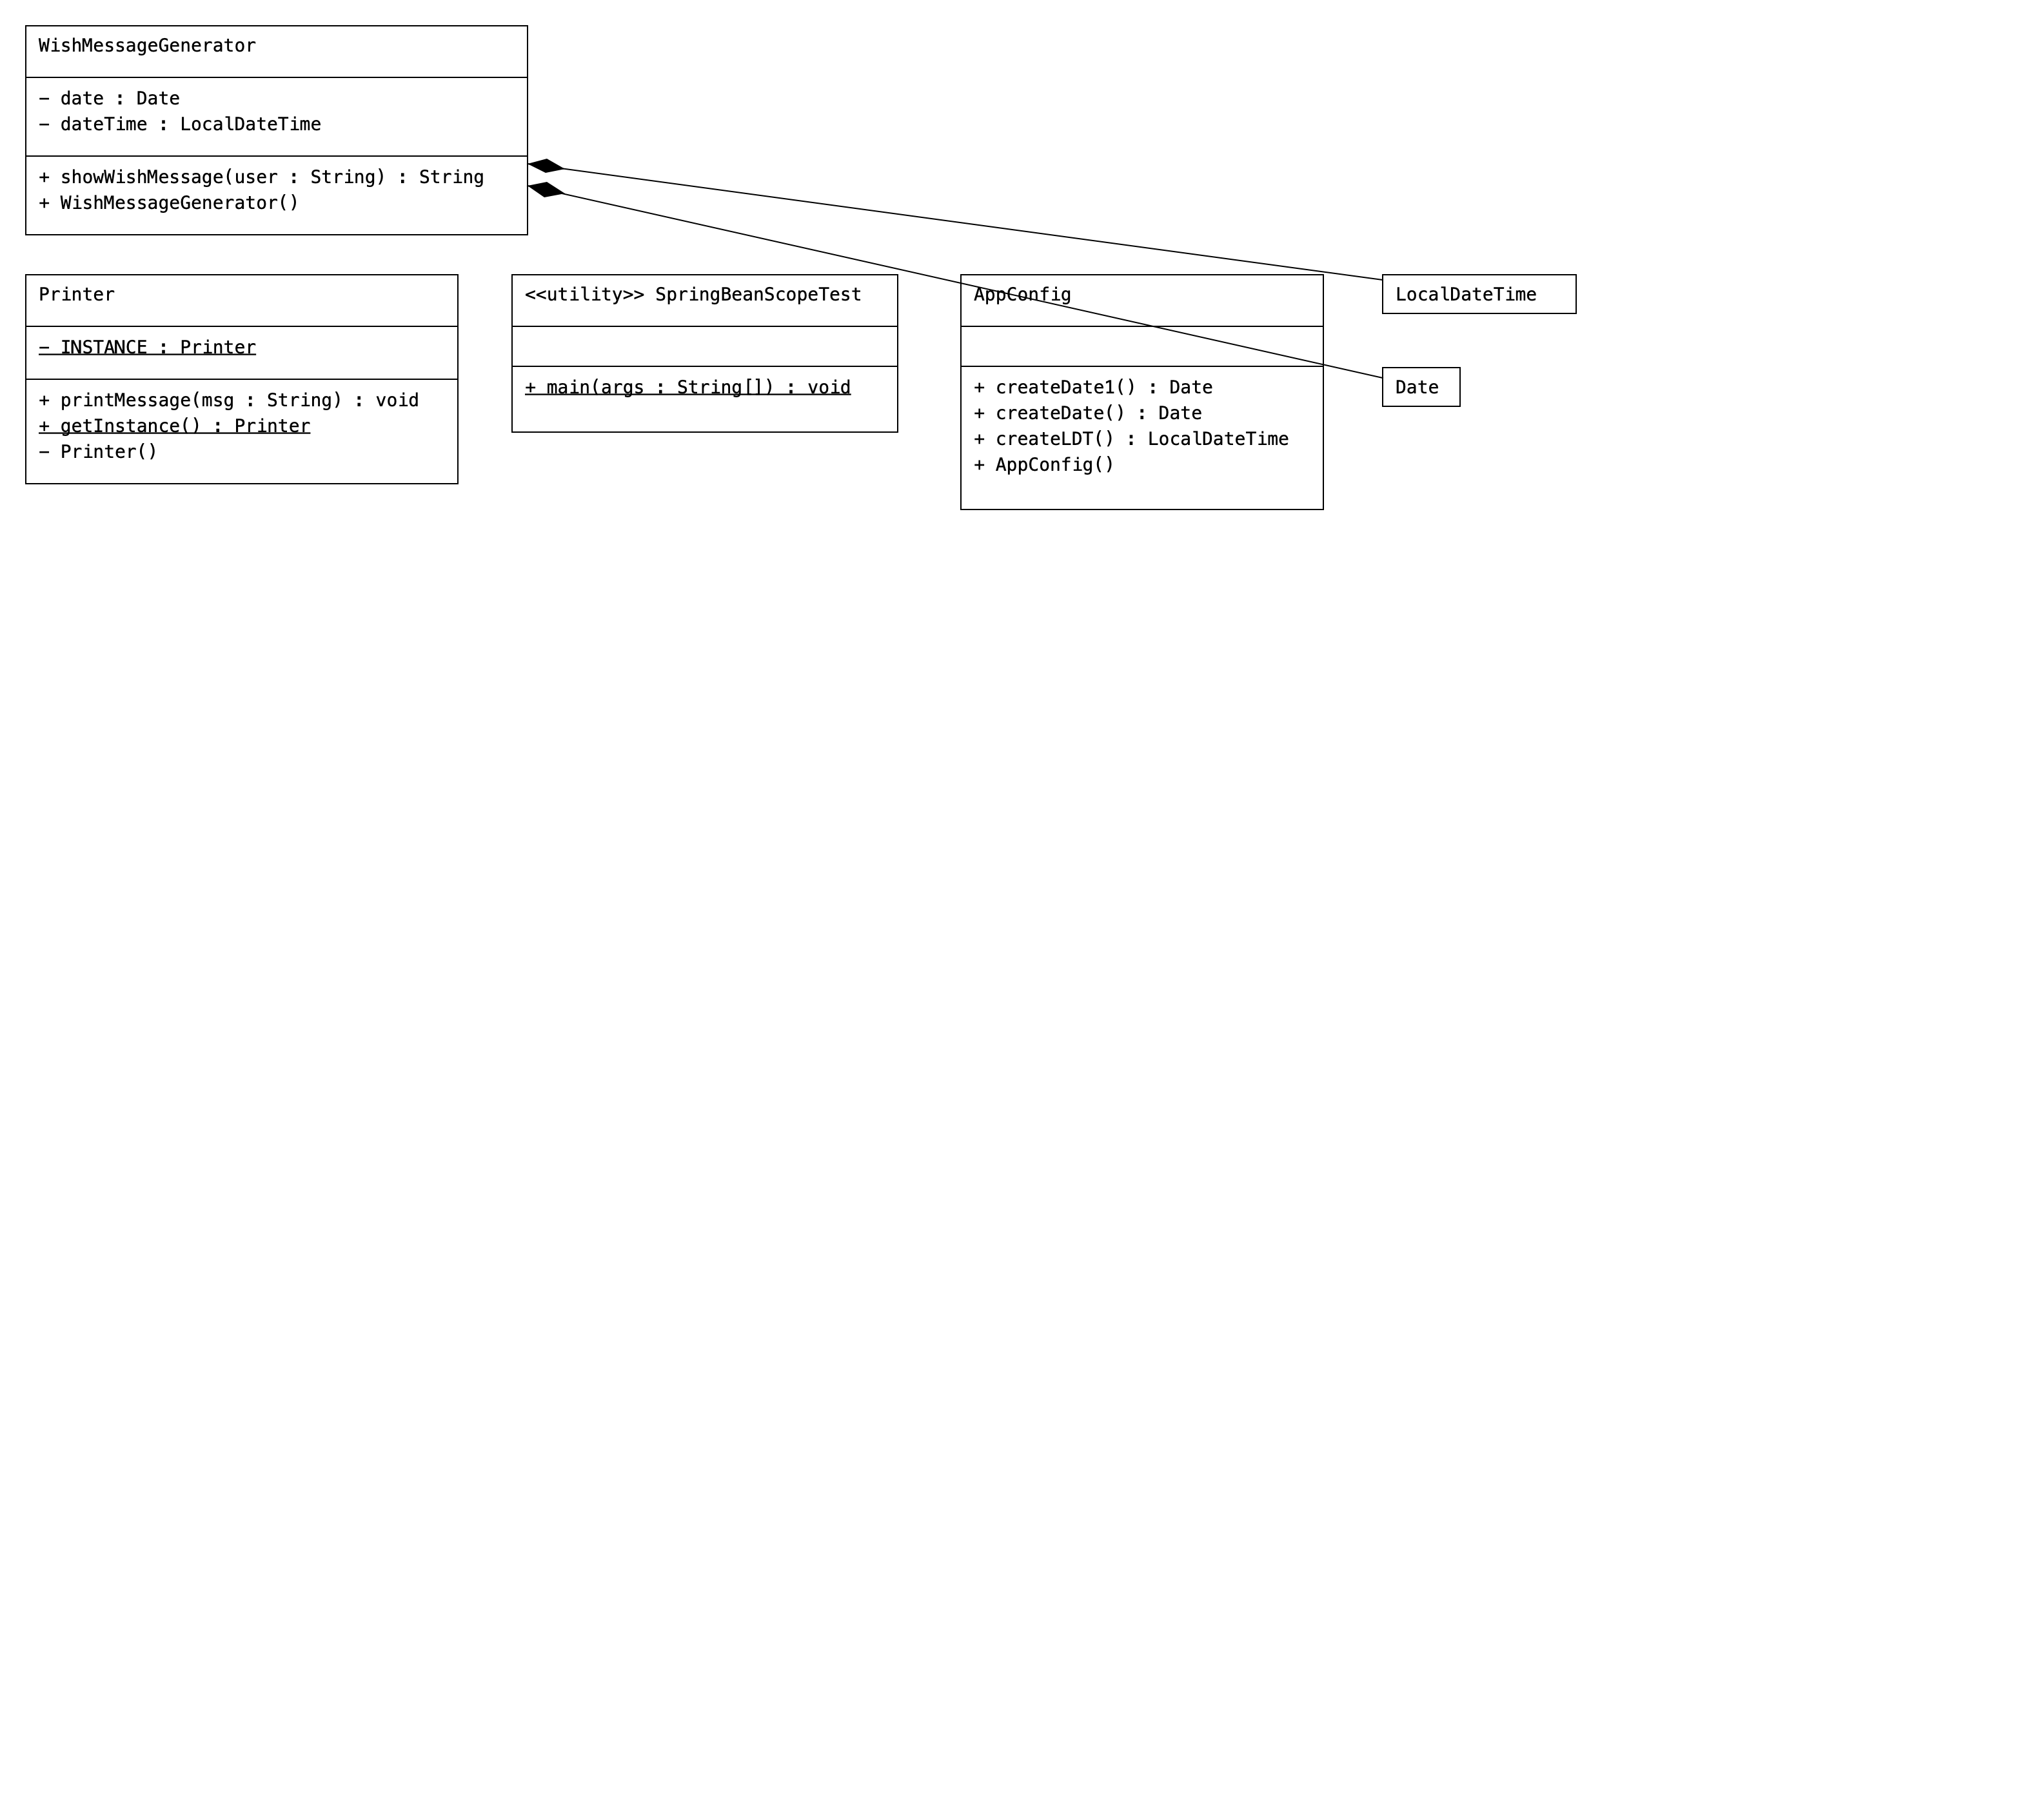 WishMessageGenerator
– date : Date
– dateTime : LocalDateTime
+ showWishMessage(user : String) : String
+ WishMessageGenerator()
Printer
– INSTANCE : Printer
+ printMessage(msg : String) : void
+ getInstance() : Printer
– Printer()
<<utility>> SpringBeanScopeTest
+ main(args : String[]) : void
AppConfig
+ createDate1() : Date
+ createDate() : Date
+ createLDT() : LocalDateTime
+ AppConfig()
LocalDateTime
Date